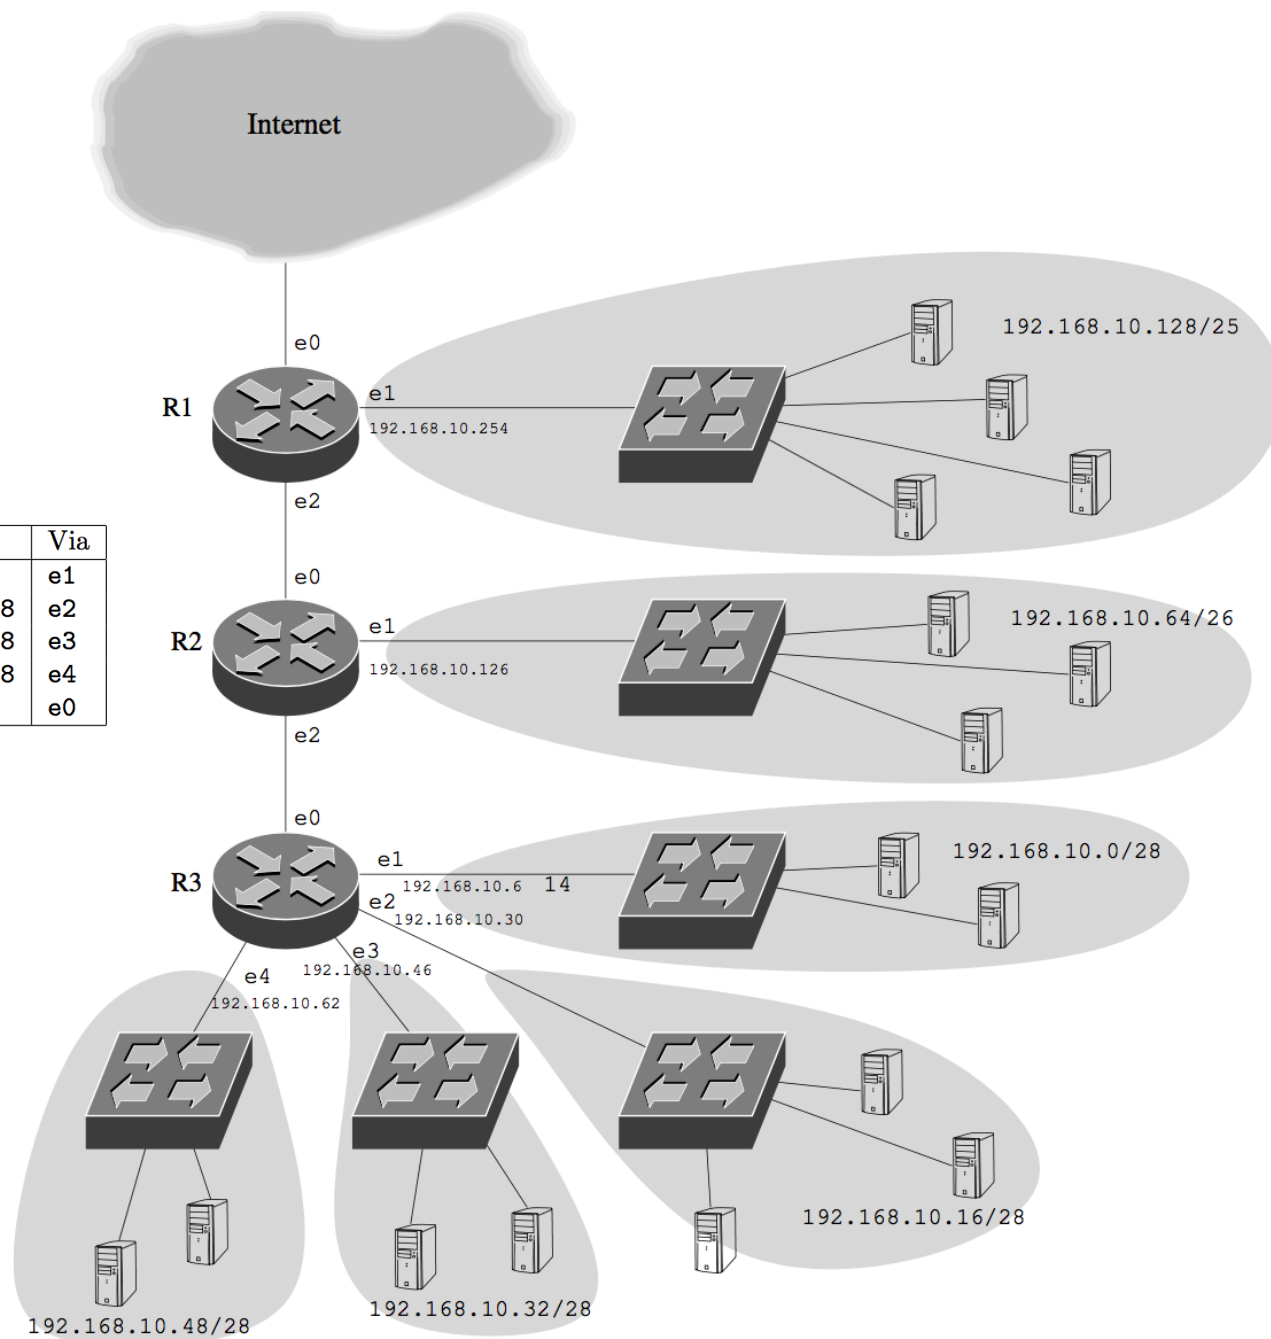 Internet
e0
192.168.10.128/25
R1
e1
192.168.10.254
e2
Via
e1
8 e2
8 e3
8 e4
e0
e0
R2
e1
192.168.10.64/26
192.168.10.126
e2
e0
R3
e1
192.168.10.0/28
192.168.10.6 14
e2
192.168.10.30
e3
192.168.10.46
e4
192.168.10.62
192.168.10.16/28
192.168.10.32/28
192.168.10.48/28